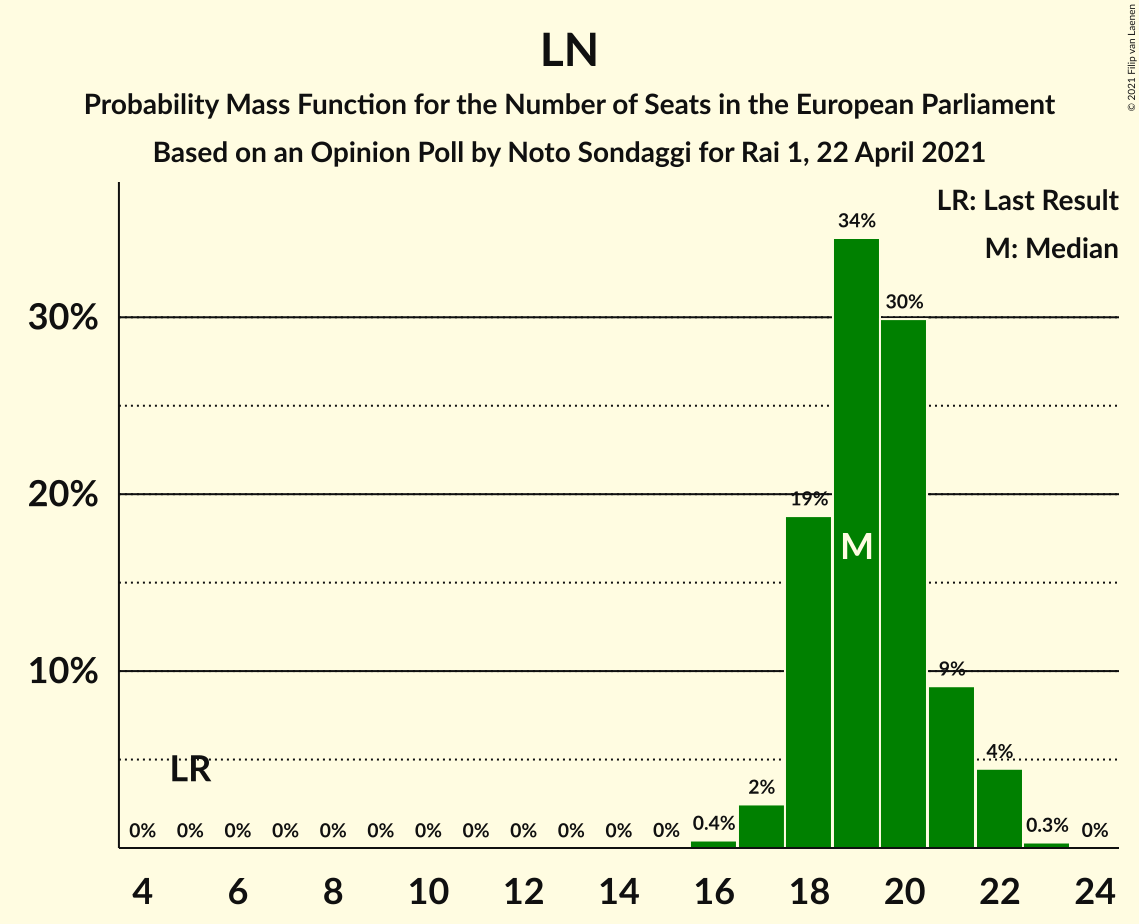 LN
Probability Mass Function for the Number of Seats in the European Parliament
Based on an Opinion Poll by Noto Sondaggi for Rai 1, 22 April 2021
© 2021 Filip van Laenen
LR: Last Result
M: Median
34%
30%
30%
20%
19%
M
10%
9%
LR
4%
2%
0% 0% 0% 0% 0% 0% 0% 0% 0% 0% 0% 0% 0.4% 0.3% 0%
4 6 8 10 12 14 16 18 20 22 24